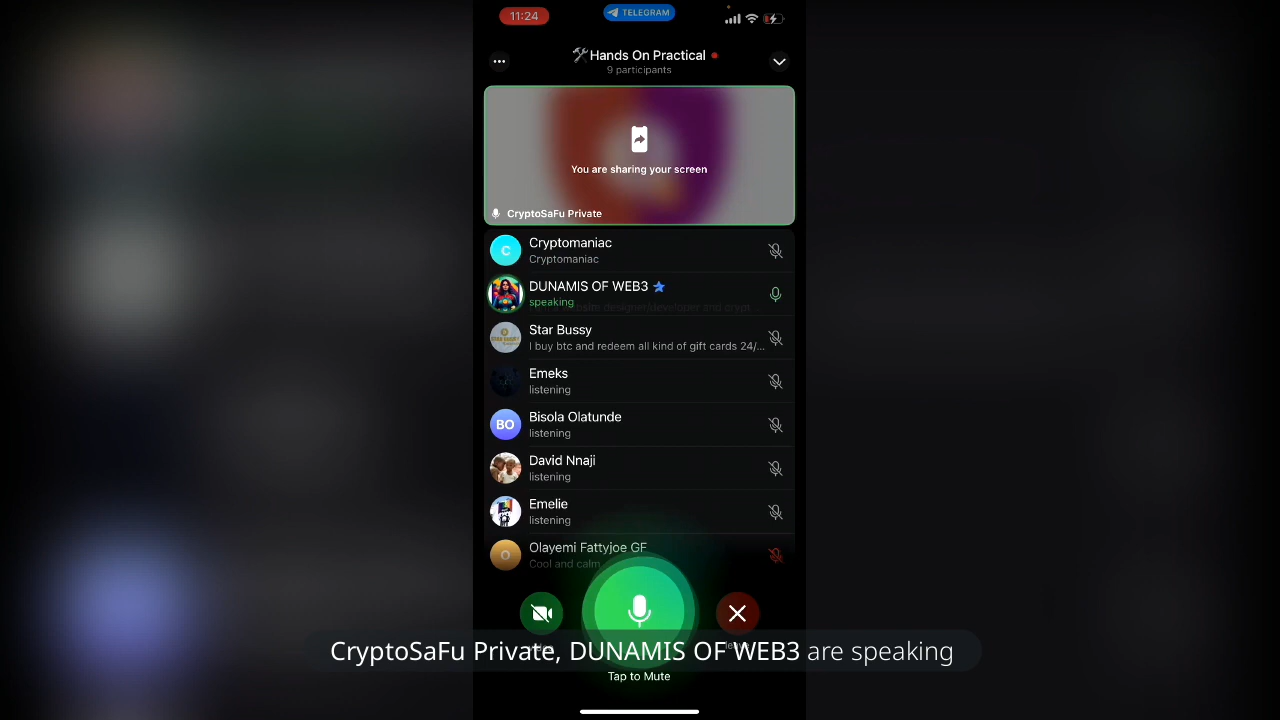 11:24
TELEGRAM
🛠Hands On Practical
9 participants
You are sharing your screen
CryptoSaFu Private
C
Cryptomaniac
Cryptomaniac
DUNAMIS OF WEB3
speaking
Star Bussy
I buy btc and redeem all kind of gift cards 24/...
Emeks
listening
BO
Bisola Olatunde
listening
David Nnaji
listening
Emelie
listening
O
Olayemi Fattyjoe GF
Cool and calm
CryptoSaFu Private, DUNAMIS OF WEB3 are speaking
Tap to Mute